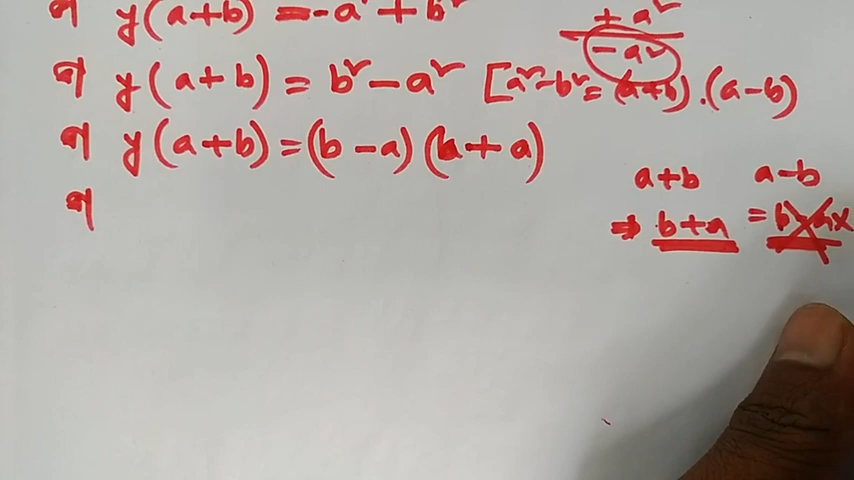 বা y(a+b) = -a² + b²
+ a²
- a²
বা y(a+b) = b² - a² [a² - b² = (a+b).(a-b)
বা y(a+b) = (b-a)(b+a)
a+b a-b
বা
⇒ b+a = b-a ×